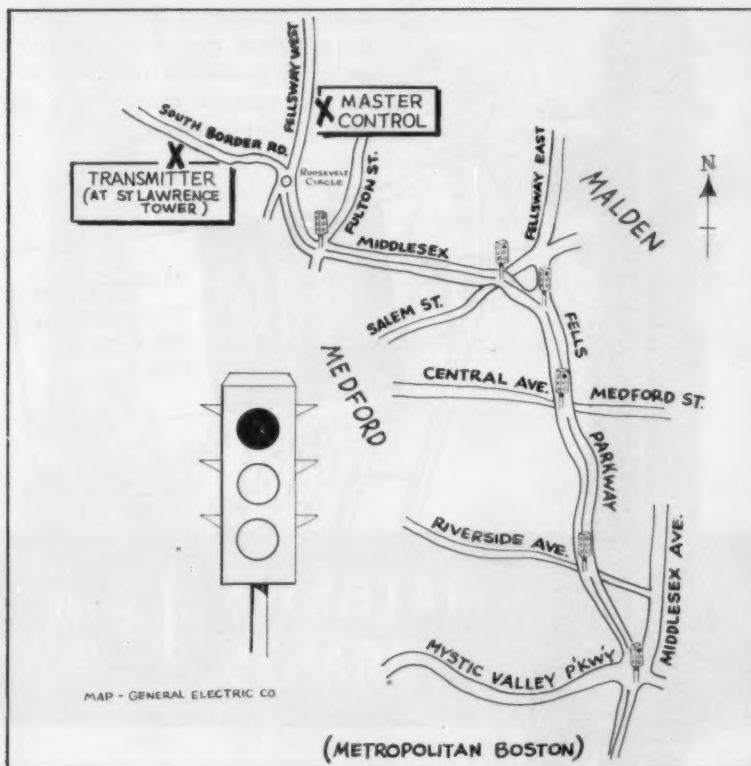 FELLSWAY WEST
X MASTER
CONTROL
SOUTH BORDER RD.
X
TRANSMITTER
(AT ST LAWRENCE
TOWER)
ROOSEVELT
CIRCLE
FULTON ST.
FELLSWAY EAST
MALDEN
N
MIDDLESEX
SALEM ST.
FELLS
MEDFORD
CENTRAL AVE.
MEDFORD ST.
PARKWAY
RIVERSIDE AVE.
MIDDLESEX AVE.
MYSTIC VALLEY P'KW'Y
MAP - GENERAL ELECTRIC CO
(METROPOLITAN BOSTON)